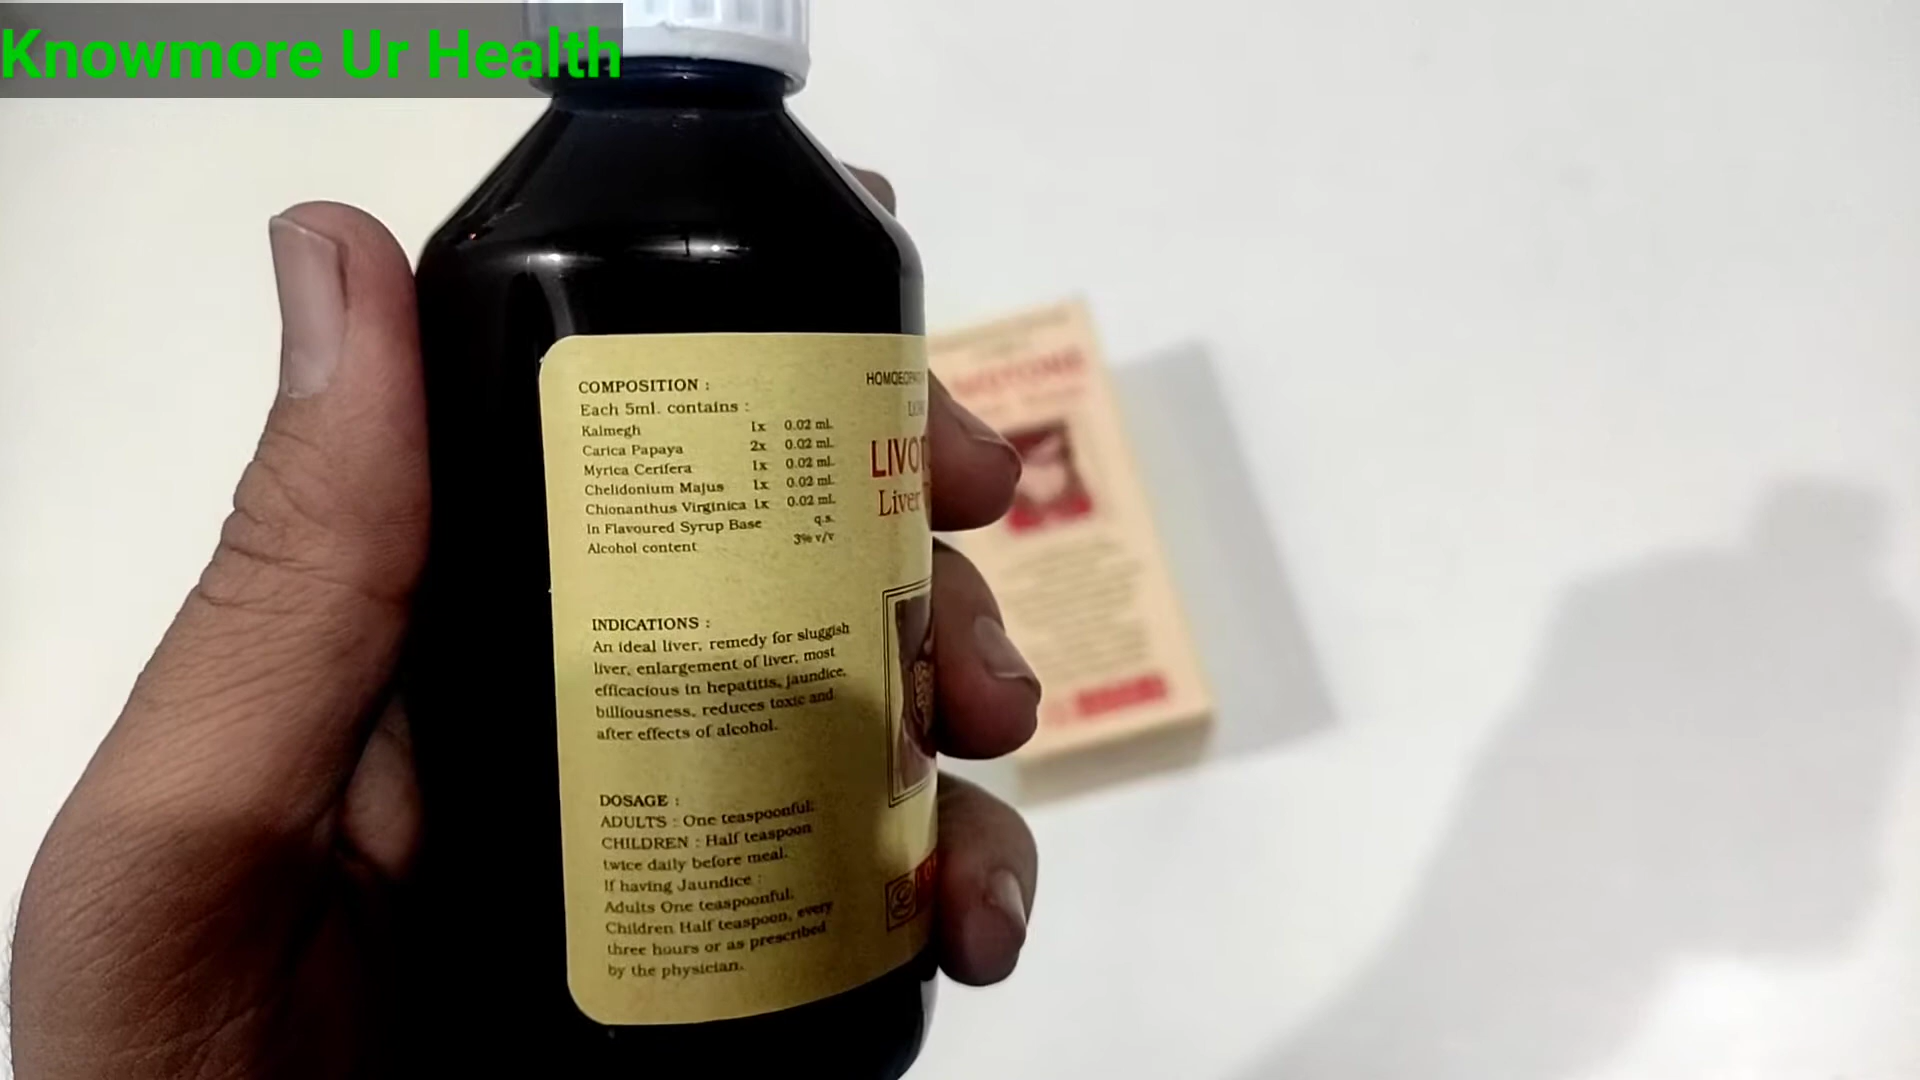 Knowmore Ur Health
COMPOSITION :
Each 5ml. contains :
Kalmegh 1x 0.02 ml.
Carica Papaya 2x 0.02 ml.
Myrica Cerifera 1x 0.02 ml.
Chelidonium Majus 1x 0.02 ml.
Chionanthus Virginica 1x 0.02 ml.
In Flavoured Syrup Base q.s.
Alcohol content 3% v/v
INDICATIONS :
An ideal liver, remedy for sluggish
liver, enlargement of liver, most
efficacious in hepatitis, jaundice,
billiousness, reduces toxic and
after effects of alcohol.
DOSAGE :
ADULTS : One teaspoonful.
CHILDREN : Half teaspoon
twice daily before meal.
If having Jaundice :
Adults One teaspoonful.
Children Half teaspoon, every
three hours or as prescribed
by the physician.
Liver